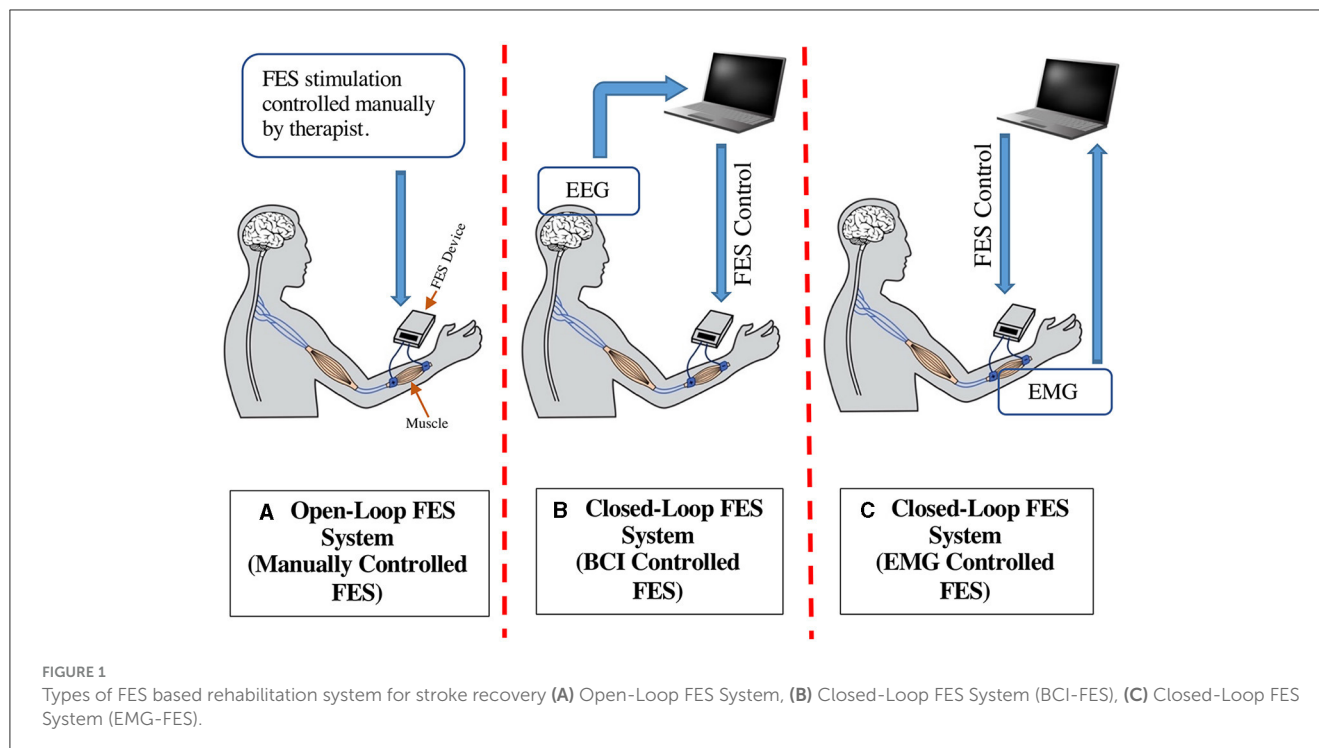 FES stimulation
controlled manually
by therapist.
FES Device
Muscle
A Open-Loop FES
System
(Manually Controlled
FES)
EEG
FES Control
B Closed-Loop FES
System
(BCI Controlled
FES)
FES Control
EMG
C Closed-Loop FES
System
(EMG Controlled
FES)
FIGURE 1
Types of FES based rehabilitation system for stroke recovery (A) Open-Loop FES System, (B) Closed-Loop FES System (BCI-FES), (C) Closed-Loop FES
System (EMG-FES).